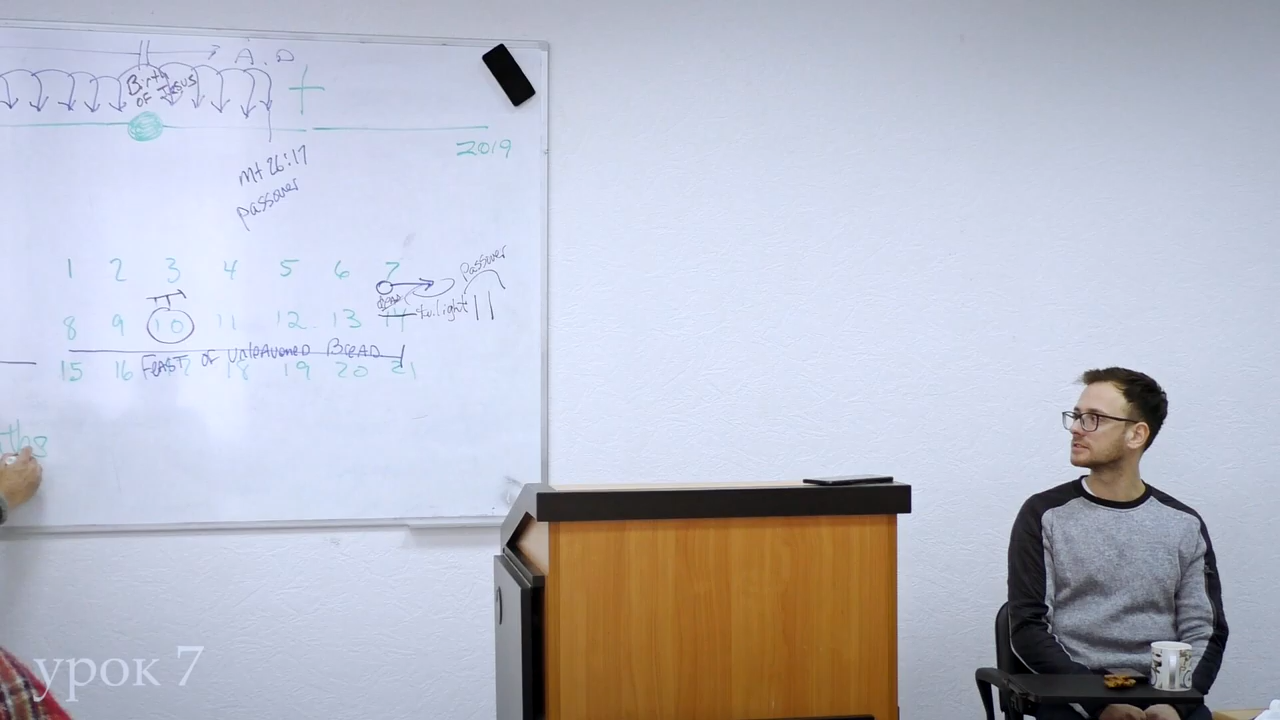 A.D
Birth
of Jesus
2019
mt 26:17
passover
1 2 3 4 5 6 7
passover
twilight
8 9 10 11 12 13 14
Feast of unleavened Bread
15 16 18 19 20 21
урок 7